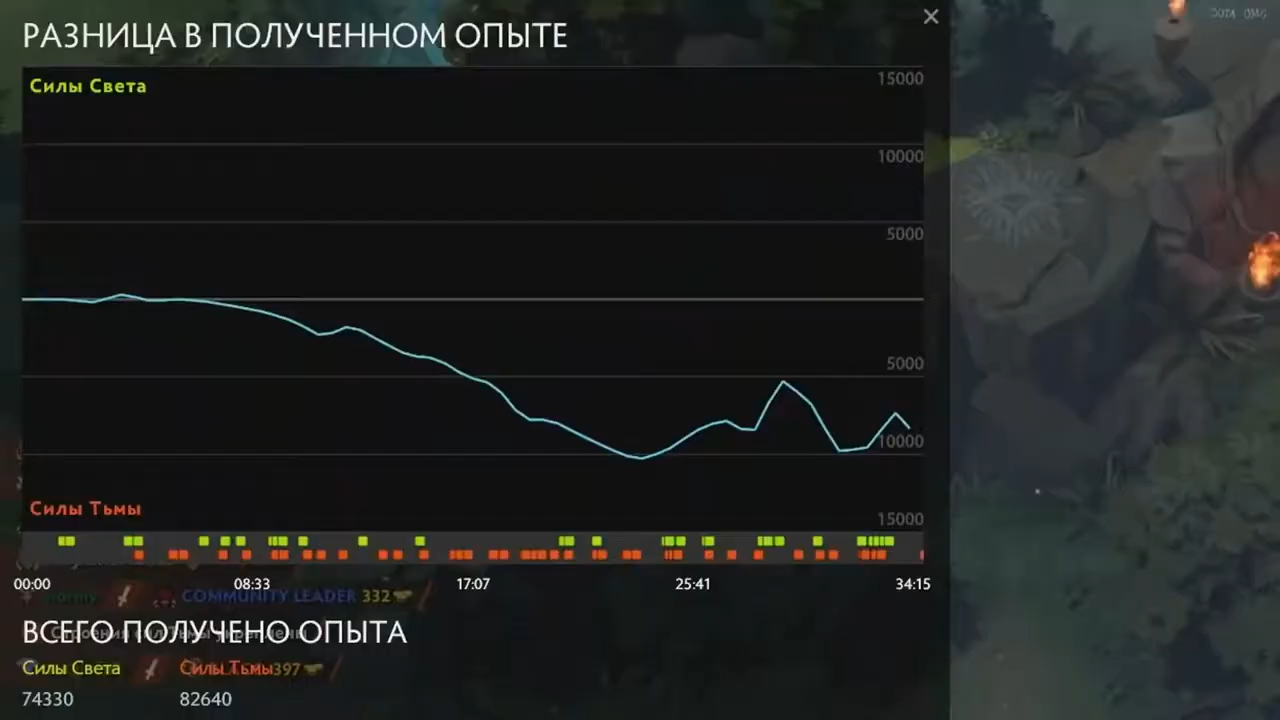 РАЗНИЦА В ПОЛУЧЕННОМ ОПЫТЕ
Силы Света
15000
10000
5000
5000
10000
15000
Силы Тьмы
00:00 08:33 17:07 25:41 34:15
COMMUNITY LEADER 332
ВСЕГО ПОЛУЧЕНО ОПЫТА
Силы Света Силы Тьмы 397
74330 82640